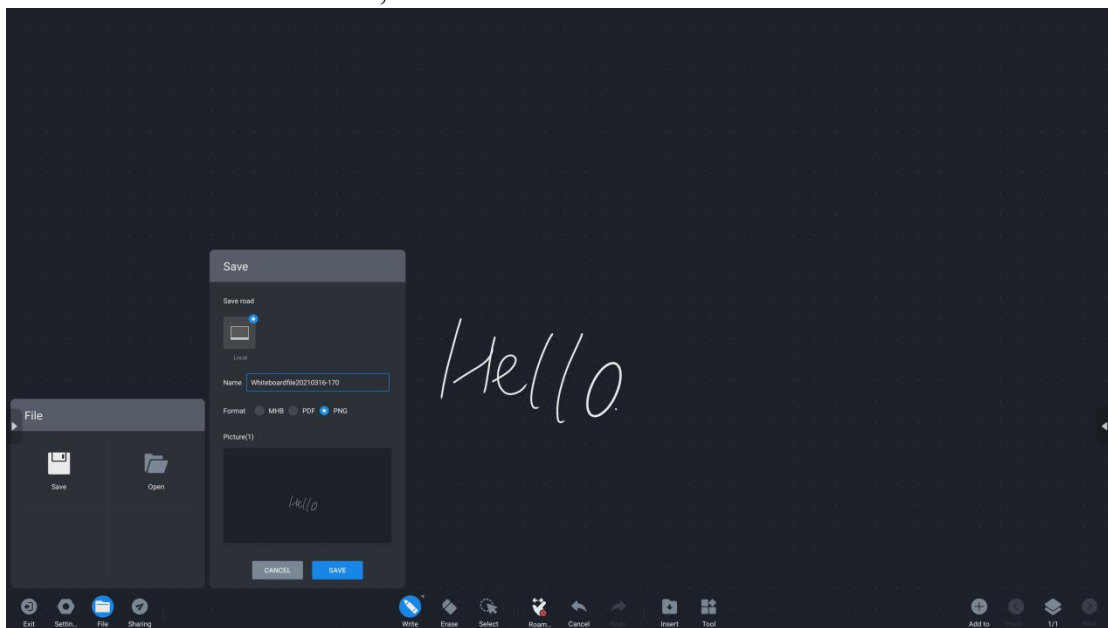 Save
Save road
Local
Name Whiteboardfile20210316-170
Format MHB PDF PNG
Picture(1)
Hello
CANCEL SAVE
File
Save Open
Hello.
Exit Settin... File Sharing Write Erase Select Roam... Cancel Insert Tool Add to 1/1